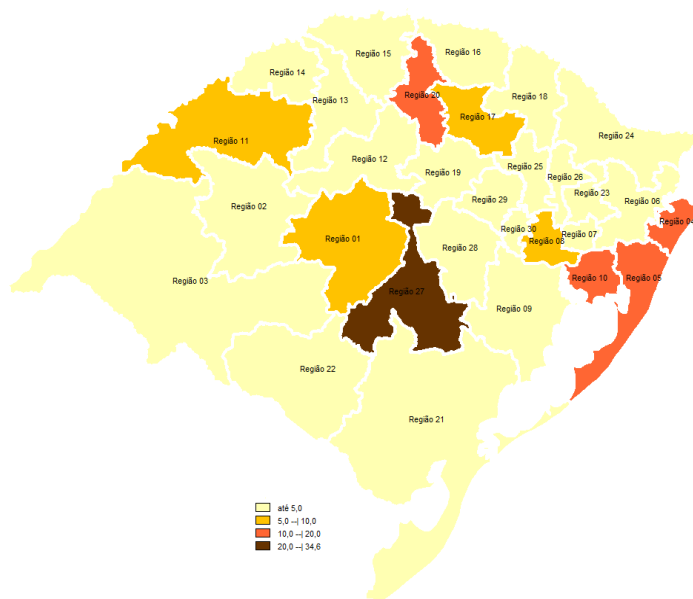 Região 16
Região 15
Região 14
Região 20
Região 18
Região 13
Região 17
Região 24
Região 11
Região 12
Região 25
Região 19
Região 26
Região 23
Região 29
Região 06
Região 02
Região 04
Região 30
Região 07
Região 01
Região 08
Região 28
Região 10
Região 05
Região 03
Região 27
Região 09
Região 22
Região 21
até 5,0
5,0 --| 10,0
10,0 --| 20,0
20,0 --| 34,6